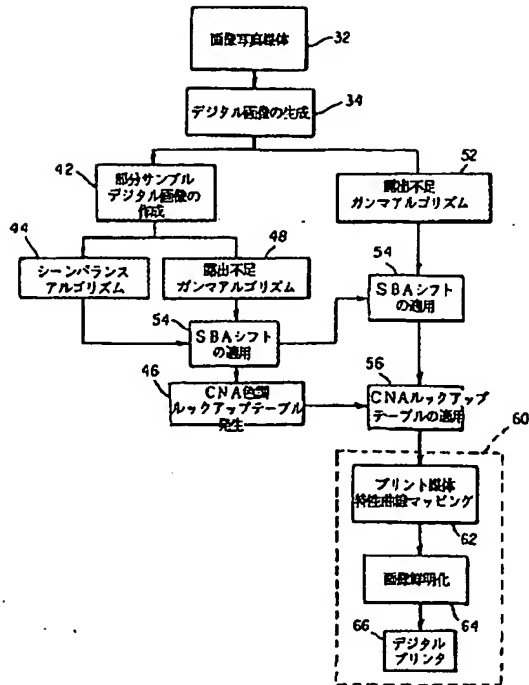 画像写真媒体
32
デジタル画像の生成
34
42
部分サンプル
デジタル画像の
作成
52
露出不足
ガンマアルゴリズム
44
シーンバランス
アルゴリズム
48
露出不足
ガンマアルゴリズム
54
SBAシフト
の適用
54
SBAシフト
の適用
46
CNA色調
ルックアップテーブル
発生
56
CNAルックアップ
テーブルの適用
60
プリント媒体
特性曲線マッピング
62
画像鮮明化
64
66
デジタル
プリンタ